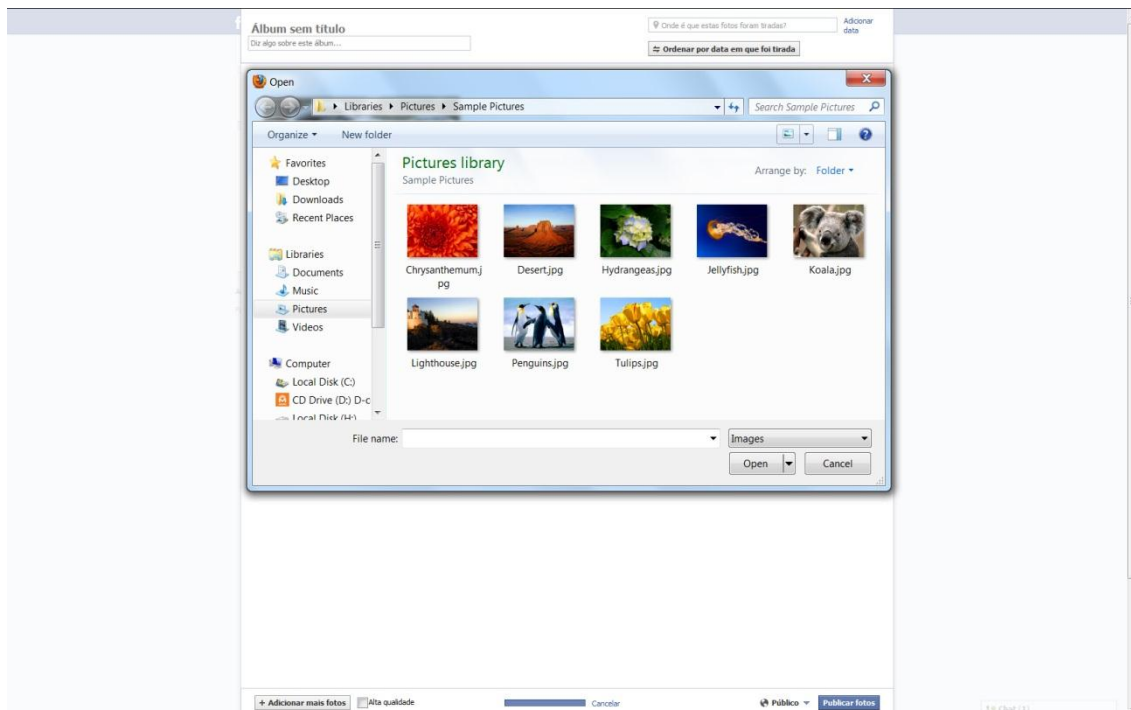 f
Álbum sem título
Diz algo sobre este álbum...
Onde é que estas fotos foram tiradas?
Adicionar
data
Ordenar por data em que foi tirada
Open
Libraries Pictures Sample Pictures
Search Sample Pictures
Organize
New folder
Favorites
Desktop
Downloads
Recent Places
Libraries
Documents
Music
Pictures
Videos
Computer
Local Disk (C:)
CD Drive (D:) D-c
Local Disk (H:)
Pictures library
Sample Pictures
Arrange by: Folder
Chrysanthemum.j
pg
Desert.jpg
Hydrangeas.jpg
Jellyfish.jpg
Koala.jpg
Lighthouse.jpg
Penguins.jpg
Tulips.jpg
File name:
Images
Open
Cancel
+ Adicionar mais fotos
Alta qualidade
Cancelar
Público
Publicar fotos
Chat (1)